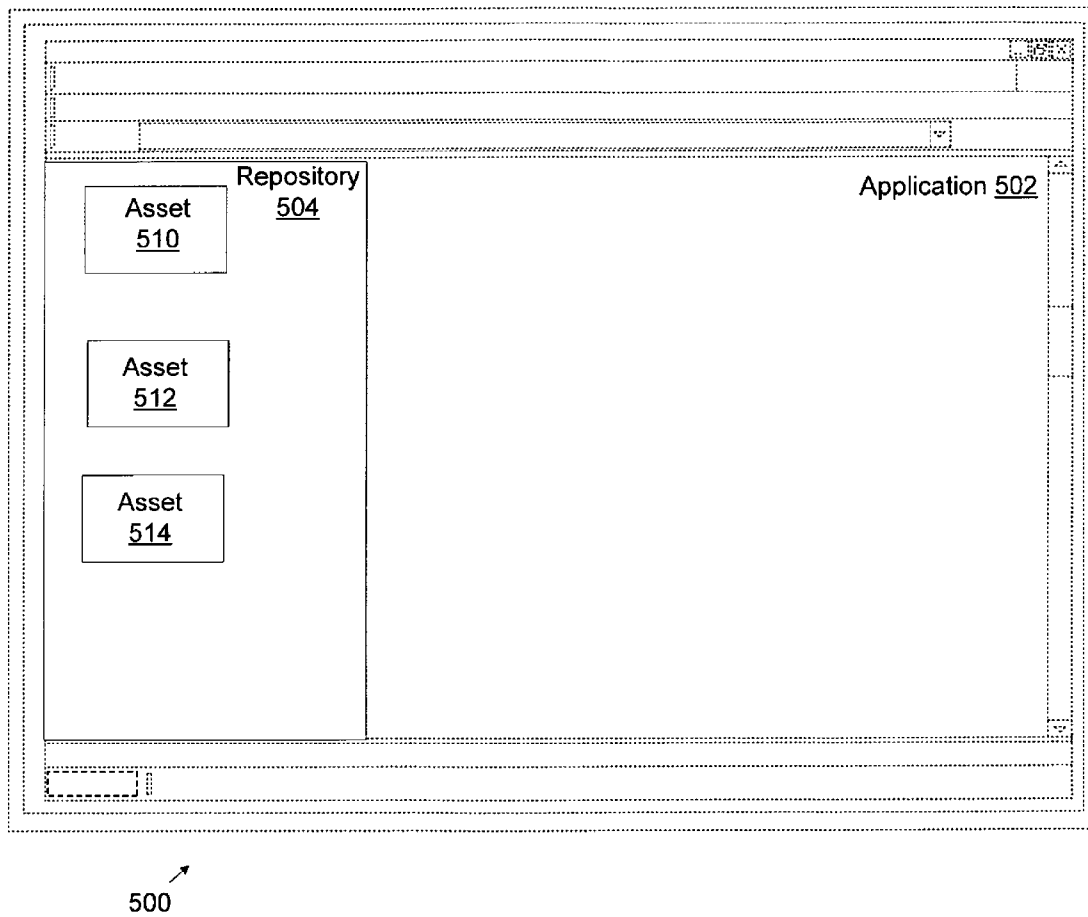 Repository
504
Application 502
Asset
510
Asset
512
Asset
514
500